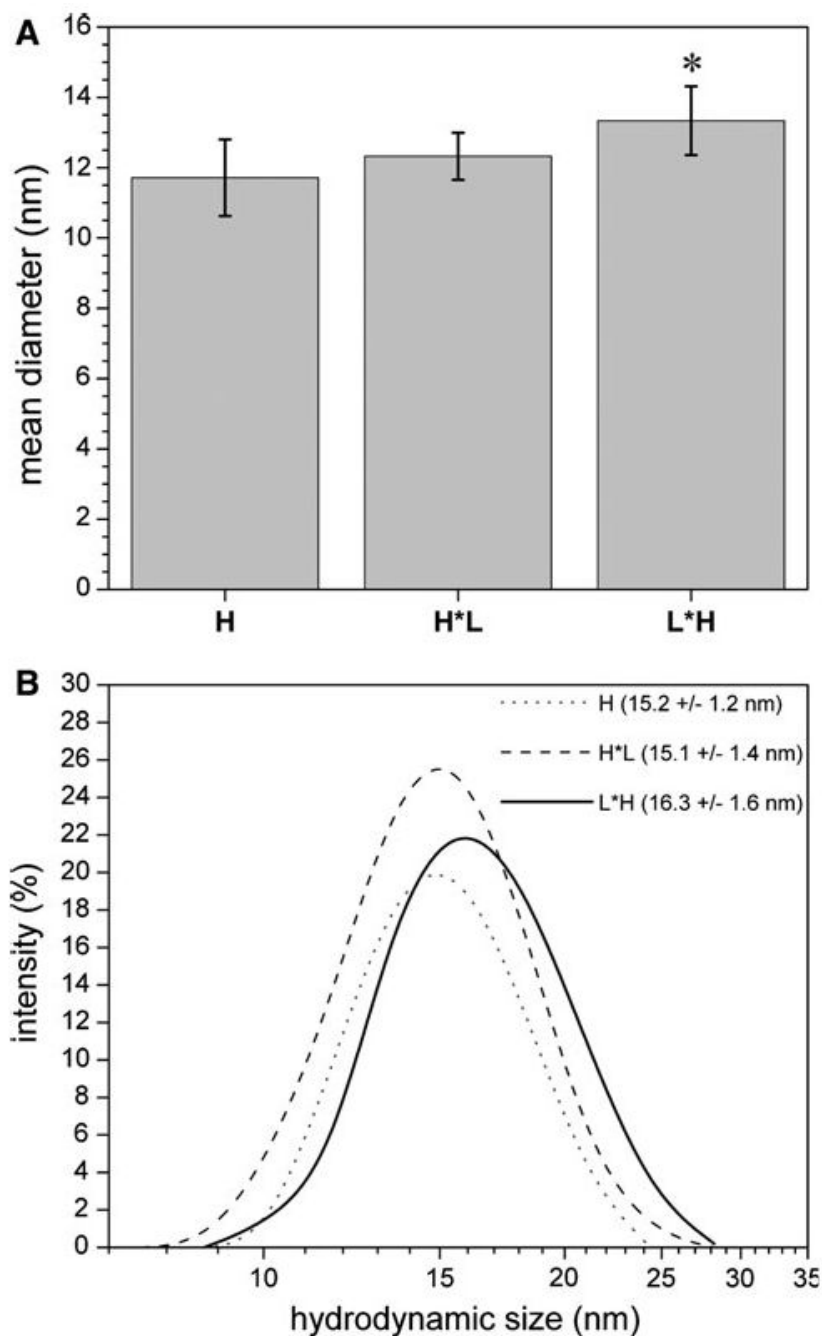 A
16
14
12
10
8
6
4
2
0
mean diameter (nm)
*
H H*L L*H
B
30
28
26
24
22
20
18
16
14
12
10
8
6
4
2
0
intensity (%)
H (15.2 +/- 1.2 nm)
H*L (15.1 +/- 1.4 nm)
L*H (16.3 +/- 1.6 nm)
10 15 20 25 30 35
hydrodynamic size (nm)